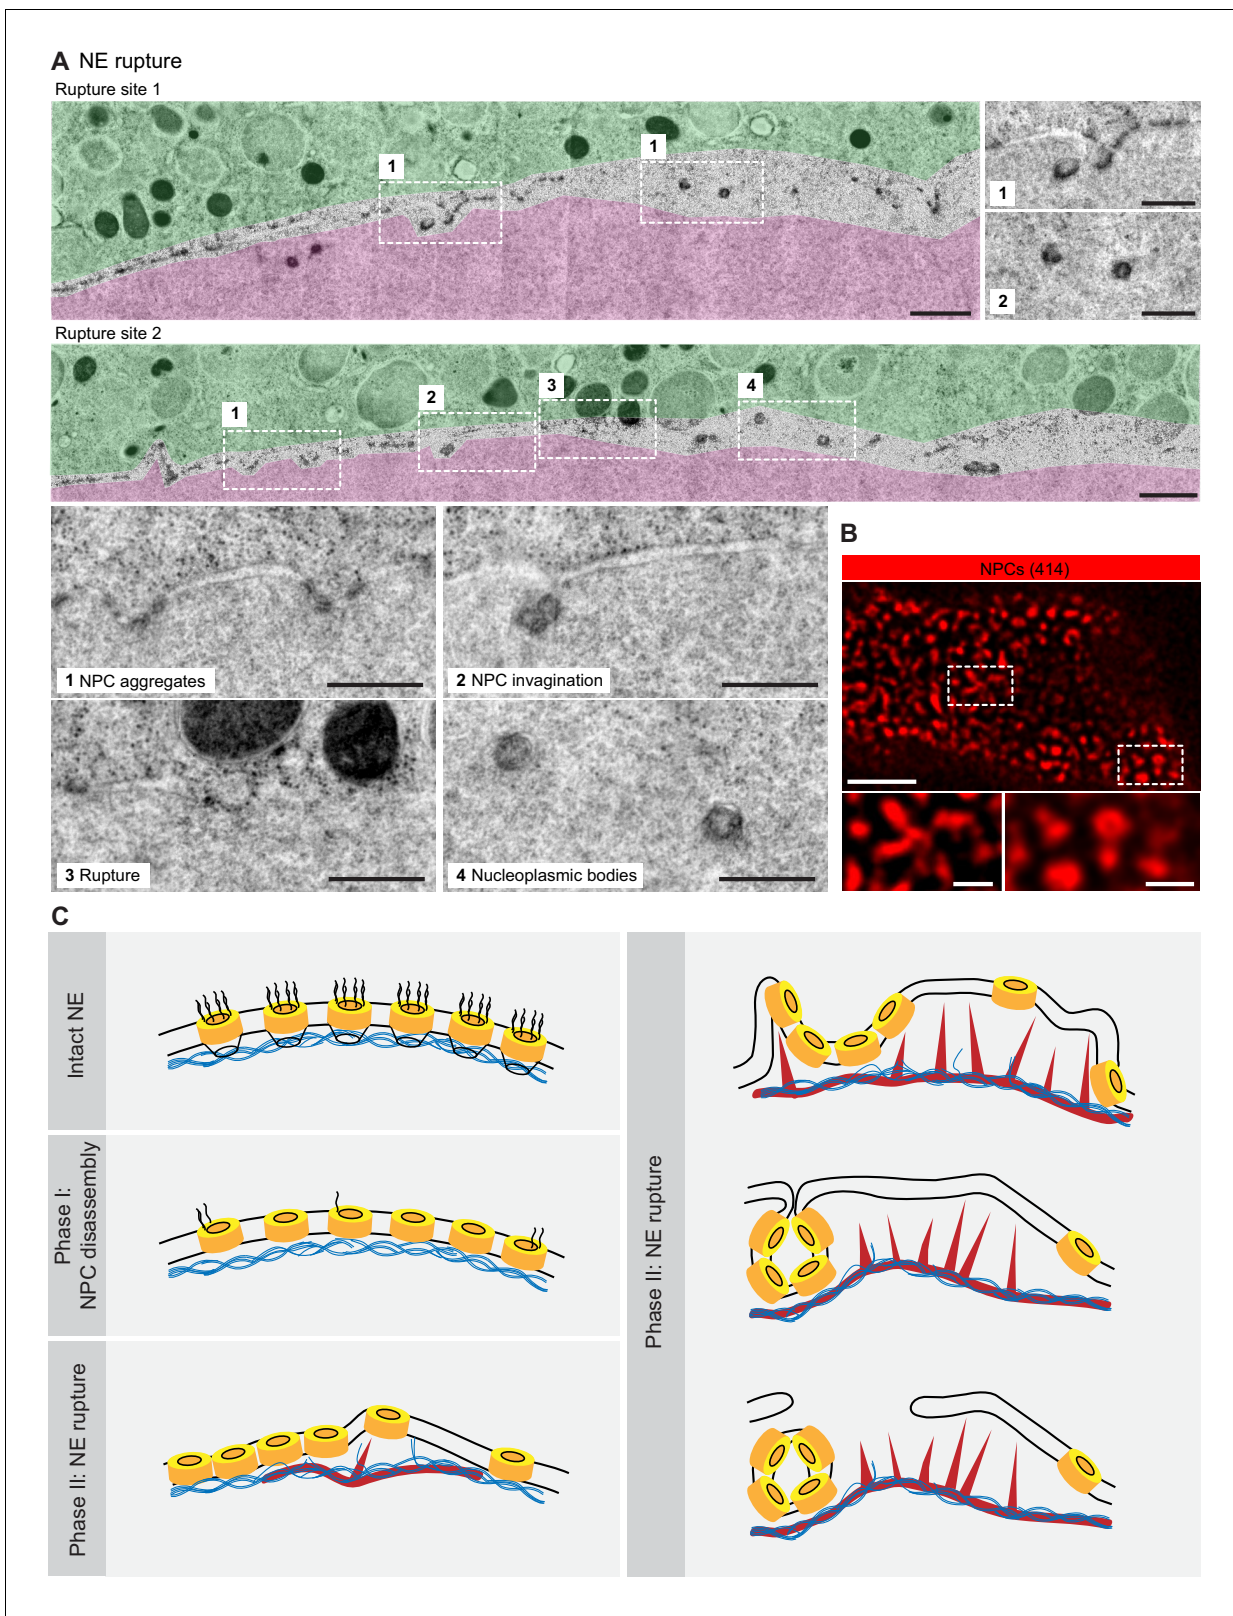 A NE rupture
Rupture site 1
1
1
1
2
Rupture site 2
1
2
3
4
1 NPC aggregates
2 NPC invagination
3 Rupture
4 Nucleoplasmic bodies
B
NPCs (414)
C
Intact NE
Phase I:
NPC disassembly
Phase II: NE rupture
Phase II: NE rupture